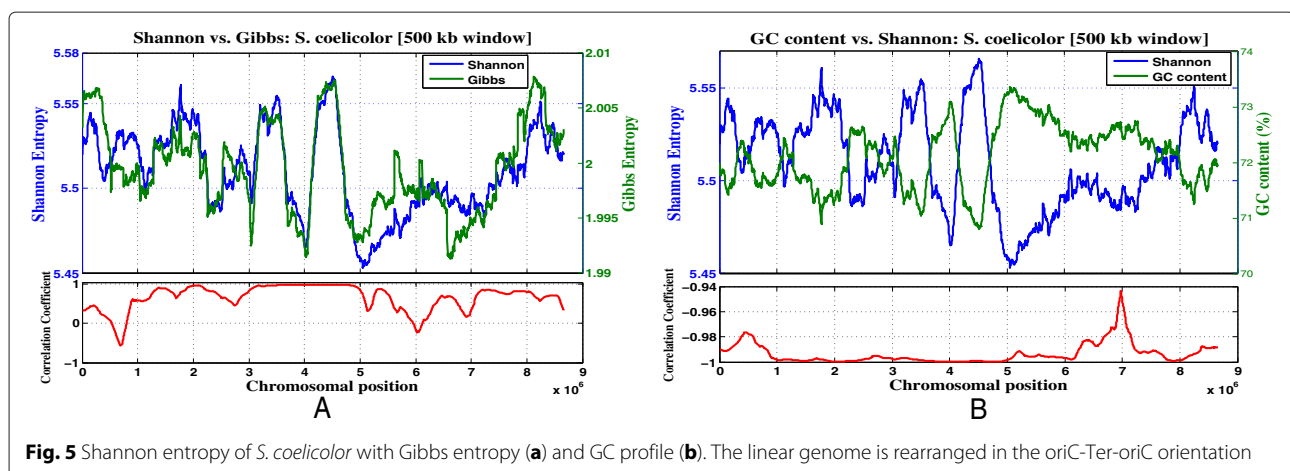 Shannon vs. Gibbs: S. coelicolor [500 kb window]
5.58
5.55
5.5
5.45
Shannon Entropy
Shannon
Gibbs
2.01
2.005
2
1.995
1.99
Gibbs Entropy
1
0
−1
Correlation Coefficient
0 1 2 3 4 5 6 7 8 9
x 10⁶
Chromosomal position
A
GC content vs. Shannon: S. coelicolor [500 kb window]
5.55
5.5
5.45
Shannon Entropy
Shannon
GC content
74
73
72
71
70
GC content (%)
−0.94
−0.96
−0.98
−1
Correlation Coefficient
0 1 2 3 4 5 6 7 8 9
x 10⁶
Chromosomal position
B
Fig. 5 Shannon entropy of S. coelicolor with Gibbs entropy (a) and GC profile (b). The linear genome is rearranged in the oriC-Ter-oriC orientation